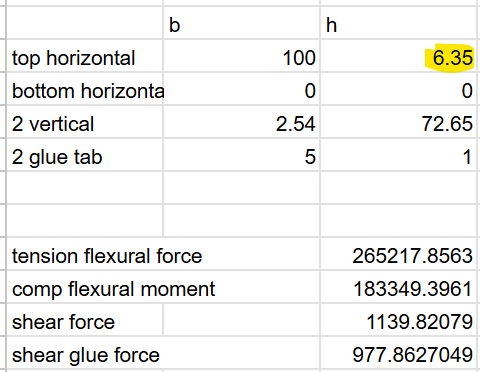 b h
top horizontal 100 6.35
bottom horizonta 0 0
2 vertical 2.54 72.65
2 glue tab 5 1
tension flexural force 265217.8563
comp flexural moment 183349.3961
shear force 1139.82079
shear glue force 977.8627049